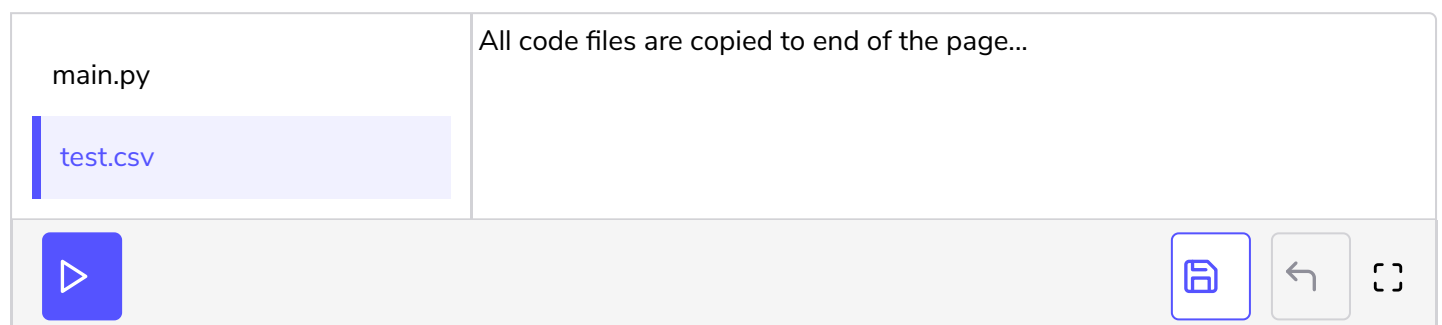 main.py
test.csv
All code files are copied to end of the page...